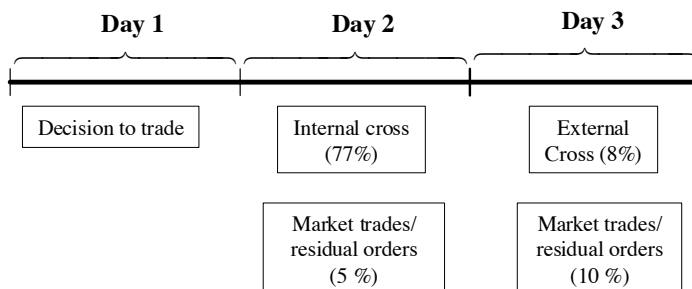 Day 1
Day 2
Day 3
Decision to trade
Internal cross
(77%)
External
Cross (8%)
Market trades/
residual orders
(5 %)
Market trades/
residual orders
(10 %)